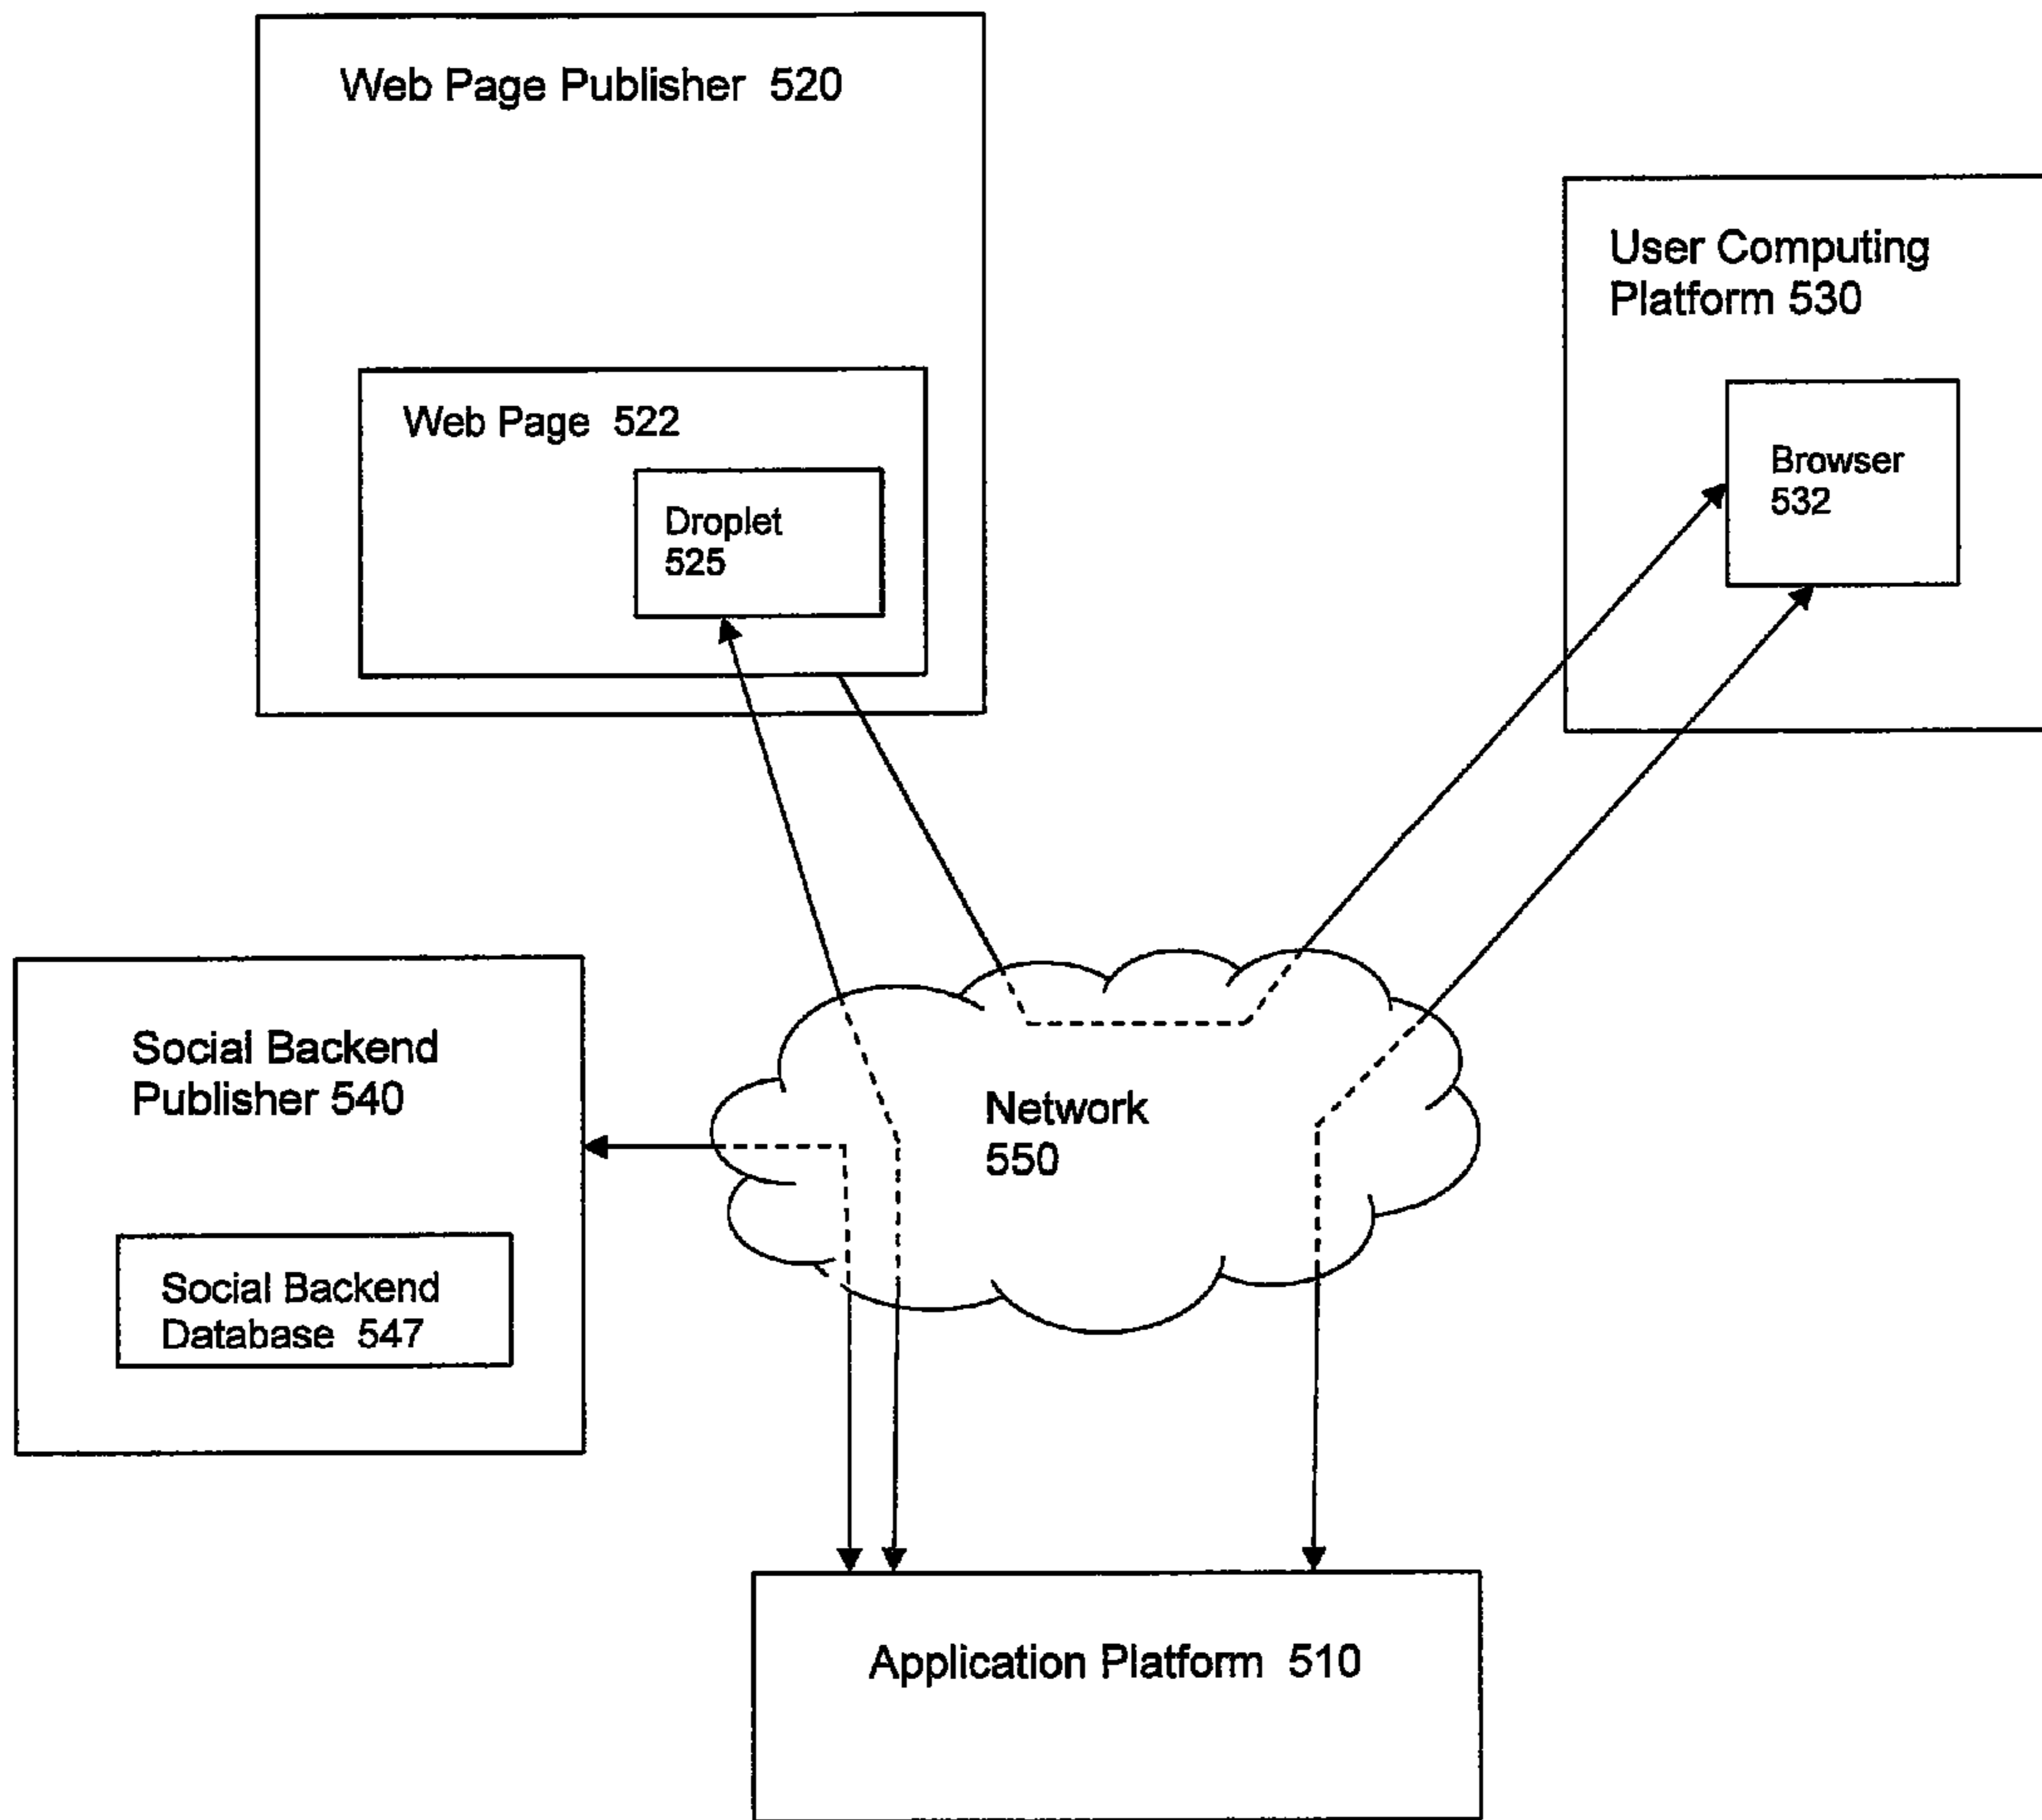 Web Page Publisher 520
Web Page 522
Droplet
525
User Computing
Platform 530
Browser
532
Social Backend
Publisher 540
Social Backend
Database 547
Network
550
Application Platform 510